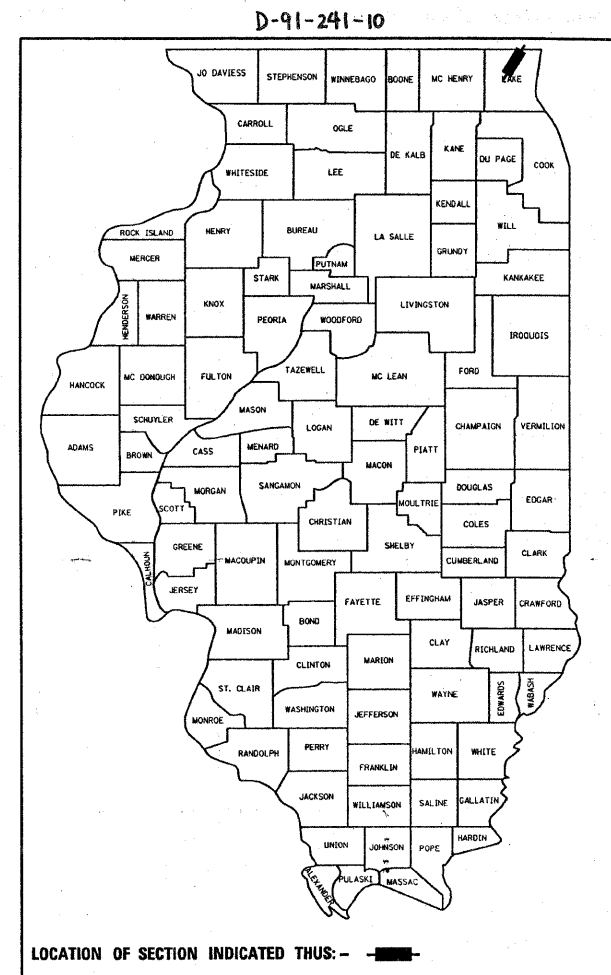 D-91-241-10
JO DAVIESS STEPHENSON WINNEBAGO BOONE MC HENRY LAKE
CARROLL OGLE
DE KALB KANE DU PAGE COOK
WHITESIDE LEE
KENDALL
ROCK ISLAND HENRY BUREAU LA SALLE GRUNDY WILL
MERCER PUTNAM
STARK MARSHALL KANKAKEE
HENDERSON WARREN KNOX PEORIA WOODFORD LIVINGSTON IROQUOIS
HANCOCK MC DONOUGH FULTON TAZEWELL MC LEAN FORD
MASON
SCHUYLER LOGAN DE WITT CHAMPAIGN VERMILION
ADAMS BROWN CASS MENARD PIATT
MACON
PIKE SCOTT MORGAN SANGAMON MOULTRIE DOUGLAS EDGAR
CHRISTIAN COLES
CALHOUN GREENE MACOUPIN MONTGOMERY SHELBY CUMBERLAND CLARK
JERSEY
FAYETTE EFFINGHAM JASPER CRAWFORD
MADISON BOND
CLAY RICHLAND LAWRENCE
CLINTON MARION
ST. CLAIR WAYNE EDWARDS WABASH
MONROE WASHINGTON JEFFERSON
RANDOLPH PERRY HAMILTON WHITE
FRANKLIN
JACKSON WILLIAMSON SALINE GALLATIN
UNION JOHNSON POPE HARDIN
ALEXANDER PULASKI MASSAC
LOCATION OF SECTION INDICATED THUS: -